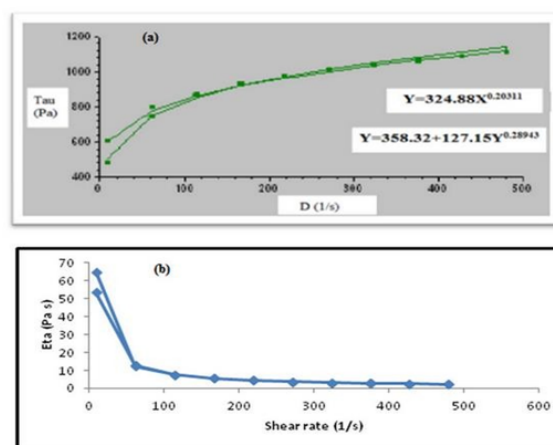 (a)
1200
1000
800
600
400
Tau
(Pa)
Y=324.88X^0.20311
Y=358.32+127.15Y^0.28943
0 100 200 300 400 500
D (1/s)
(b)
70
60
50
40
30
20
10
0
Eta (Pa s)
0 100 200 300 400 500 600
Shear rate (1/s)